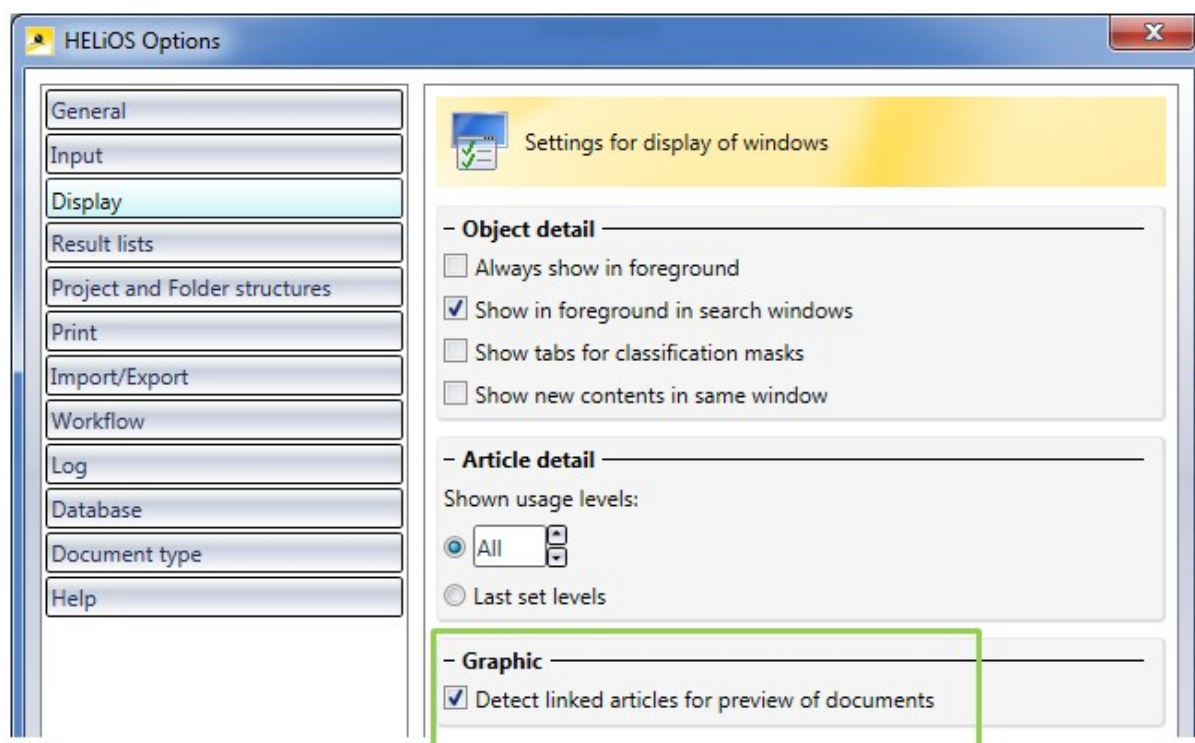 HELiOS Options
General
Input
Display
Result lists
Project and Folder structures
Print
Import/Export
Workflow
Log
Database
Document type
Help
Settings for display of windows
– Object detail
Always show in foreground
Show in foreground in search windows
Show tabs for classification masks
Show new contents in same window
– Article detail
Shown usage levels:
All
Last set levels
– Graphic
Detect linked articles for preview of documents